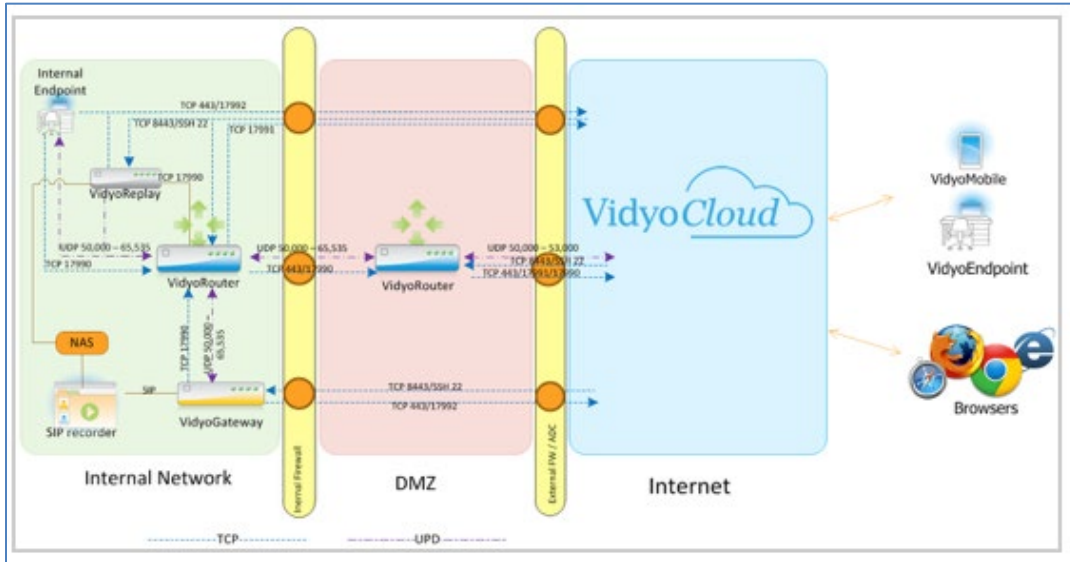 Internal
Endpoint
TCP 443/17992
TCP 8443/SSH 22
TCP 17991
TCP 17990
VidyoReplay
UDP 50,000 – 65,535
TCP 17990
VidyoRouter
UDP 50,000 – 65,535
TCP 443/17990
VidyoRouter
UDP 50,000 – 53,000
TCP 8443/SSH 22
TCP 443/17991/17990
VidyoCloud
VidyoMobile
VidyoEndpoint
Browsers
TCP 17990
UDP 50,000 –
65,535
NAS
SIP
SIP recorder
VidyoGateway
TCP 8443/SSH 22
TCP 443/17992
Internal Network
Inernal Firewall
DMZ
External FW / ADC
Internet
TCP
UPD